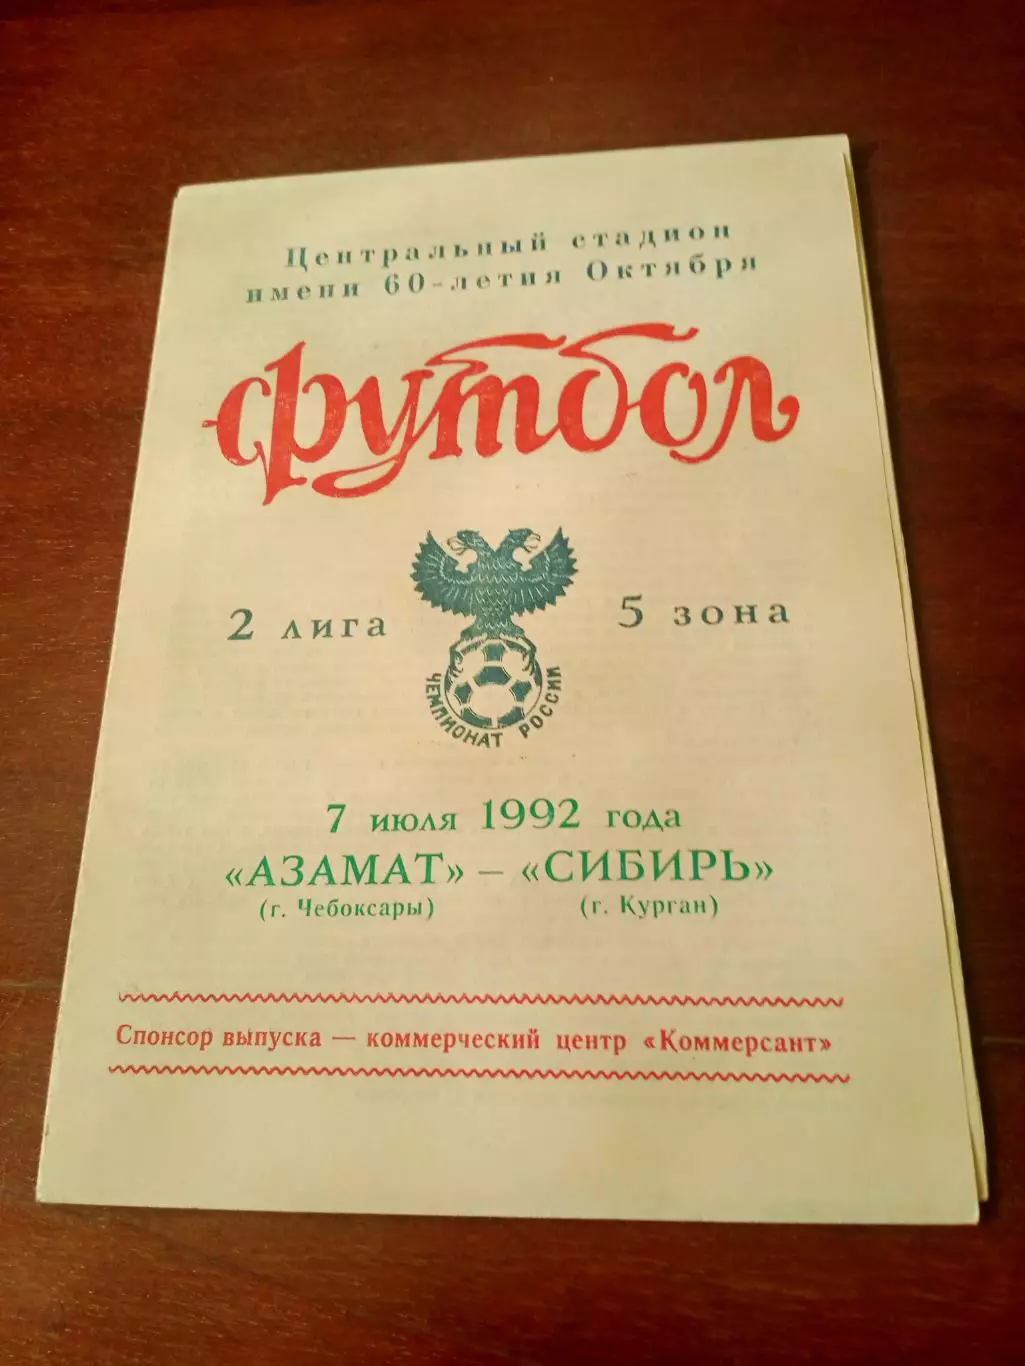 Центральный стадион
имени 60-летия Октября
Футбол
2 лига
5 зона
ЧЕМПИОНАТ РОССИИ
7 июля 1992 года
«АЗАМАТ» – «СИБИРЬ»
(г. Чебоксары) (г. Курган)
Спонсор выпуска — коммерческий центр «Коммерсант»